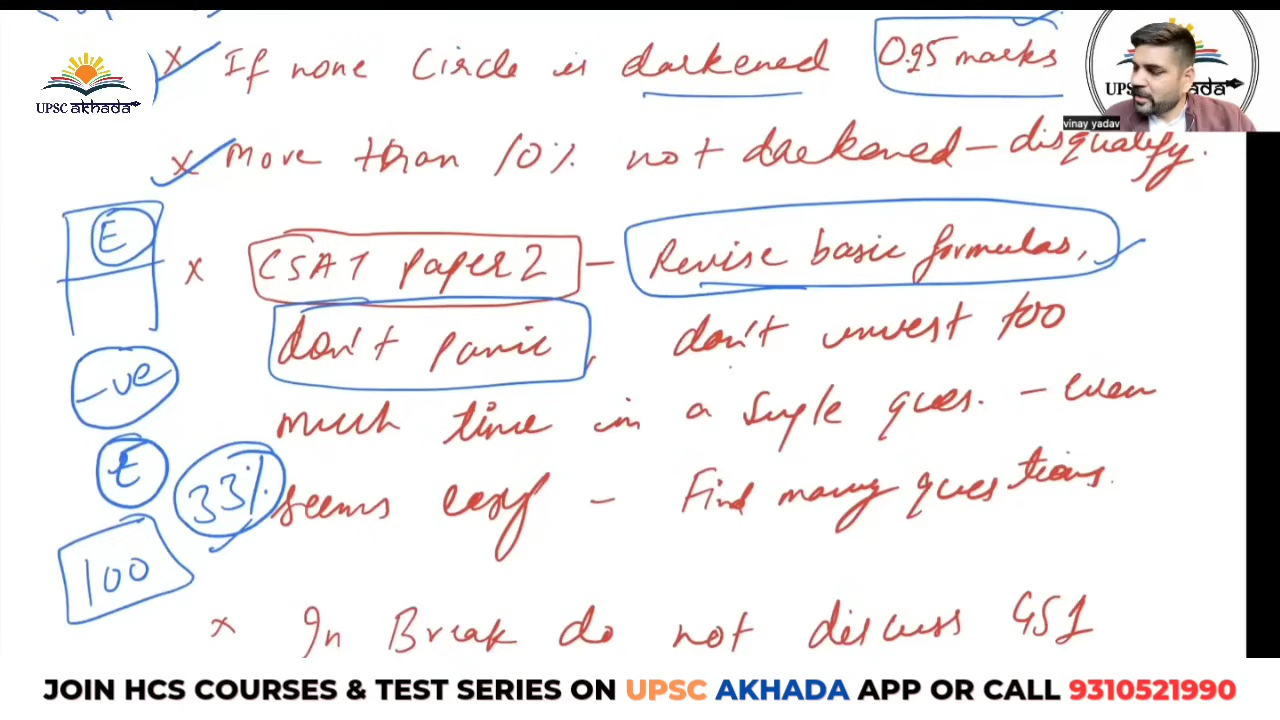 × If none Circle is darkened 0.25 marks
UPSC akhada
vinay yadav
× More than 10% not darkened – disqualify.
E
× CSAT Paper 2 – Revise basic formulas,
don't panic, don't invest too
-ve
much time in a single ques. – even
E
33%
seems easy – Find many questions.
100
× In Break do not discuss GS1
JOIN HCS COURSES & TEST SERIES ON UPSC AKHADA APP OR CALL 9310521990